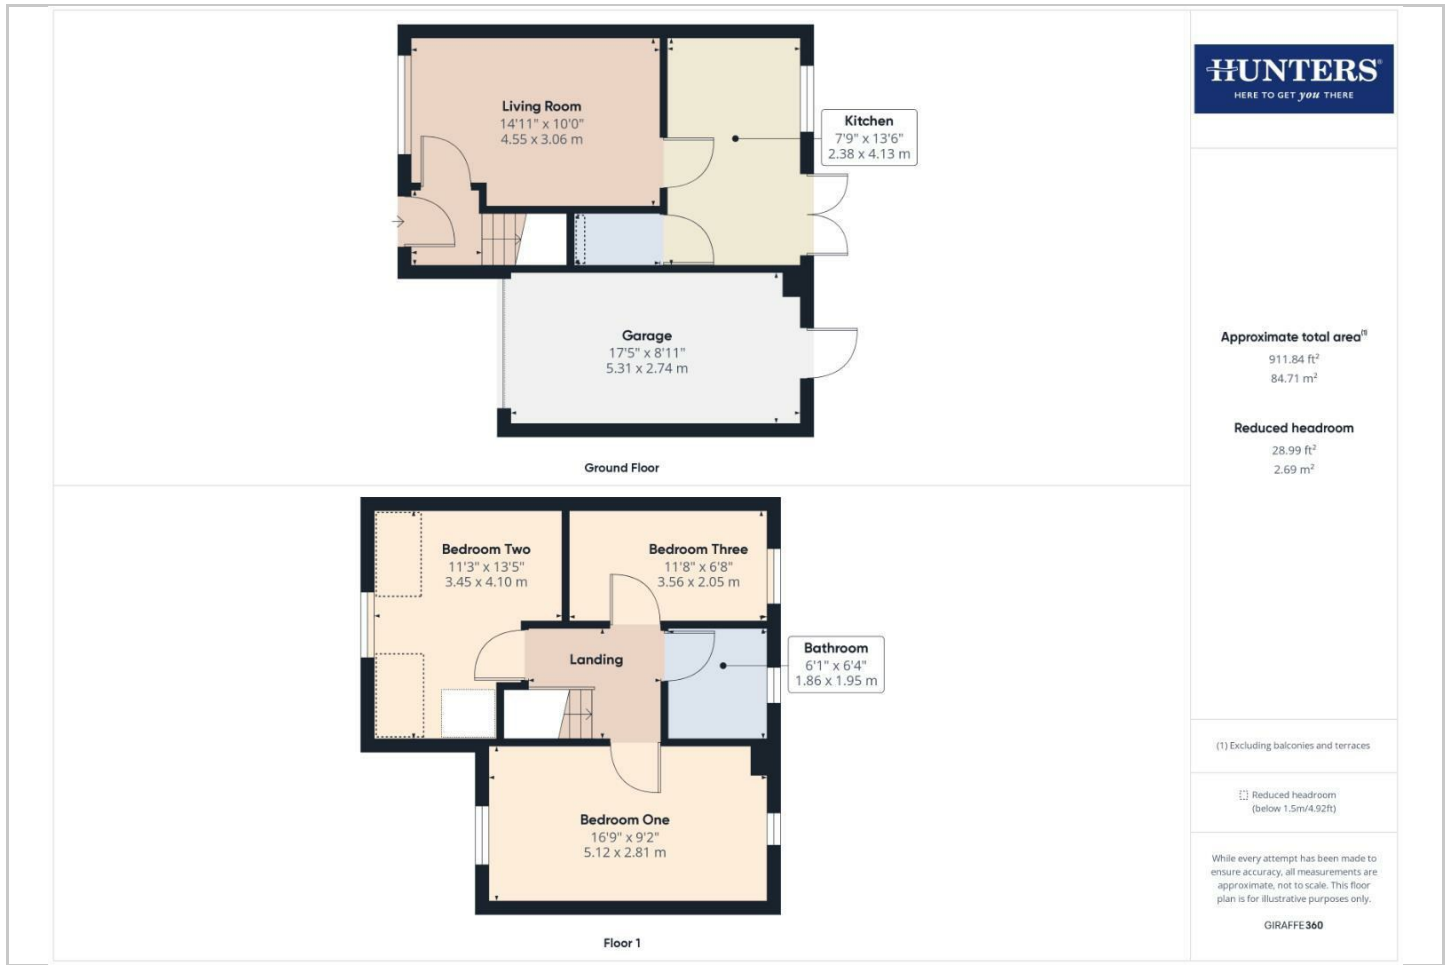 Living Room
14'11" x 10'0"
4.55 x 3.06 m
Kitchen
7'9" x 13'6"
2.38 x 4.13 m
Garage
17'5" x 8'11"
5.31 x 2.74 m
Ground Floor
Bedroom Two
11'3" x 13'5"
3.45 x 4.10 m
Bedroom Three
11'8" x 6'8"
3.56 x 2.05 m
Landing
Bathroom
6'1" x 6'4"
1.86 x 1.95 m
Bedroom One
16'9" x 9'2"
5.12 x 2.81 m
Floor 1
HUNTERS®
HERE TO GET you THERE
Approximate total area(1)
911.84 ft²
84.71 m²
Reduced headroom
28.99 ft²
2.69 m²
(1) Excluding balconies and terraces
Reduced headroom
(below 1.5m/4.92ft)
While every attempt has been made to
ensure accuracy, all measurements are
approximate, not to scale. This floor
plan is for illustrative purposes only.
GIRAFFE360